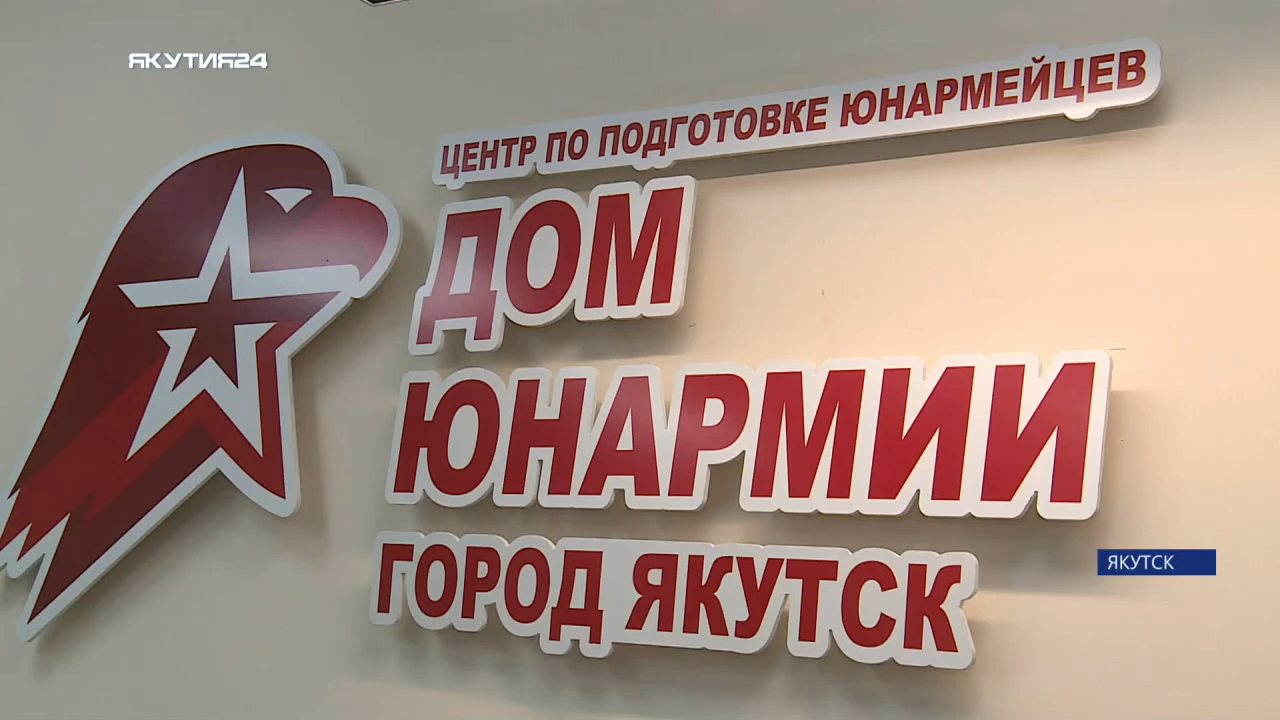 ЯКУТИЯ24
ЦЕНТР ПО ПОДГОТОВКЕ ЮНАРМЕЙЦЕВ
ДОМ
ЮНАРМИИ
ГОРОД ЯКУТСК
ЯКУТСК